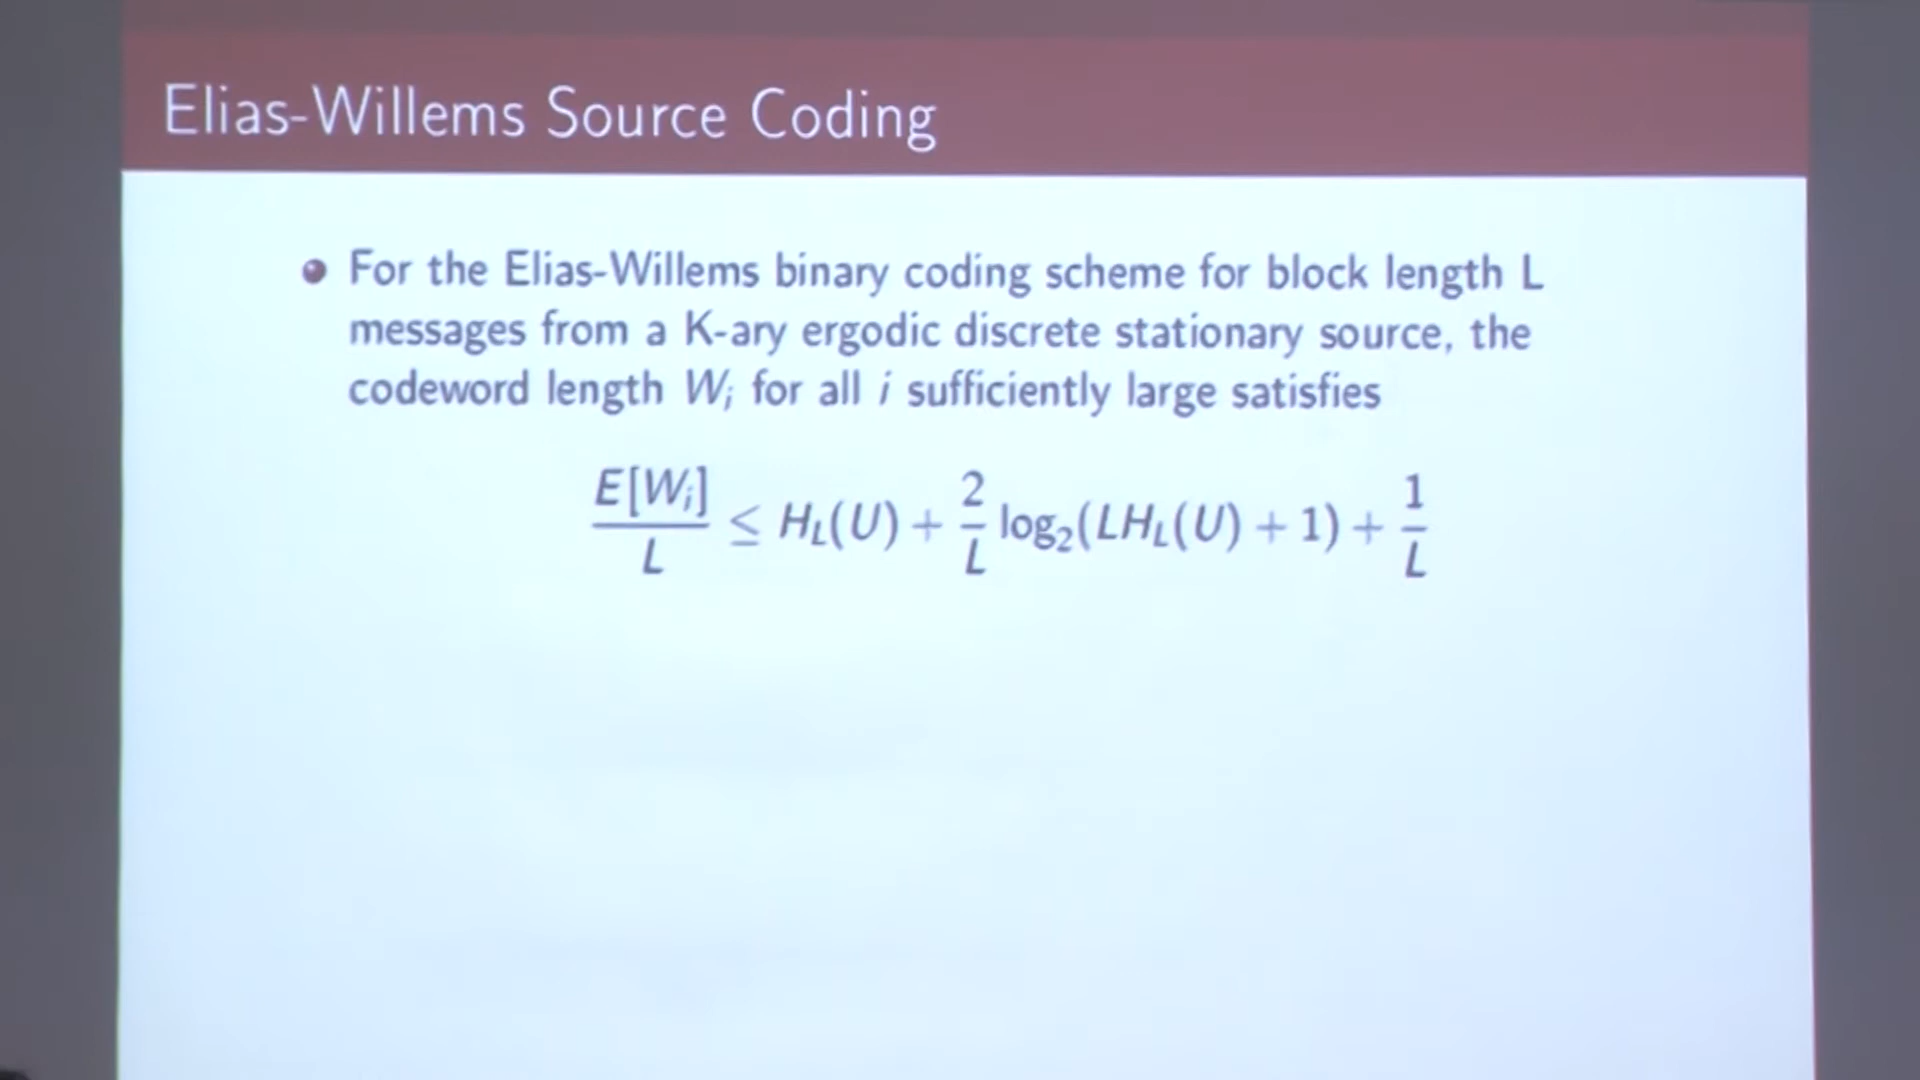 Elias-Willems Source Coding
For the Elias-Willems binary coding scheme for block length L
messages from a K-ary ergodic discrete stationary source, the
codeword length W_i for all i sufficiently large satisfies
E[W_i]/L ≤ H_L(U) + 2/L log_2(LH_L(U) + 1) + 1/L